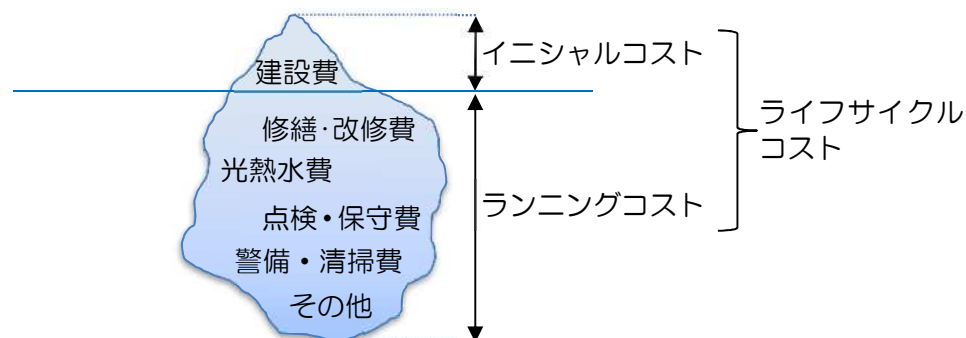 イニシャルコスト
建設費
ライフサイクル
コスト
修繕･改修費
光熱水費
ランニングコスト
点検・保守費
警備・清掃費
その他